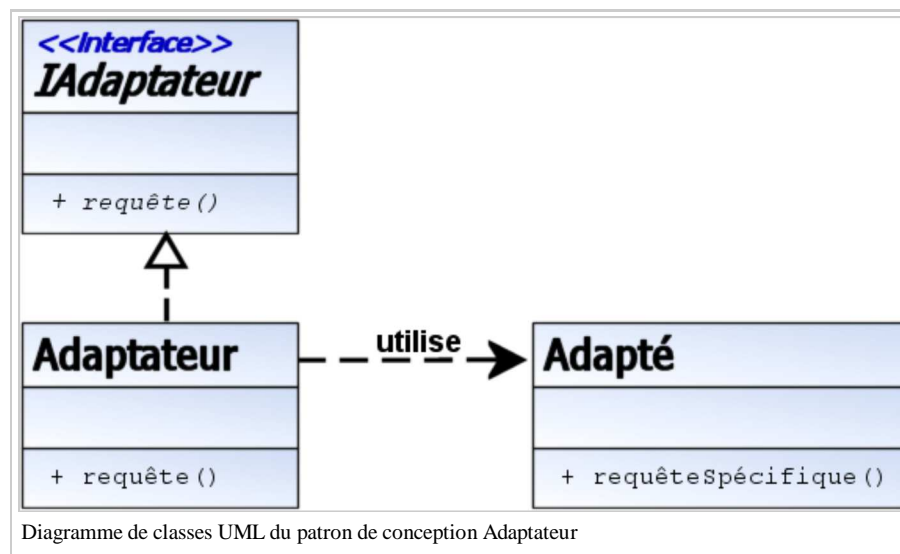 <<Interface>>
IAdaptateur
+ requête()
Adaptateur
+ requête()
utilise
Adapté
+ requêteSpécifique()
Diagramme de classes UML du patron de conception Adaptateur